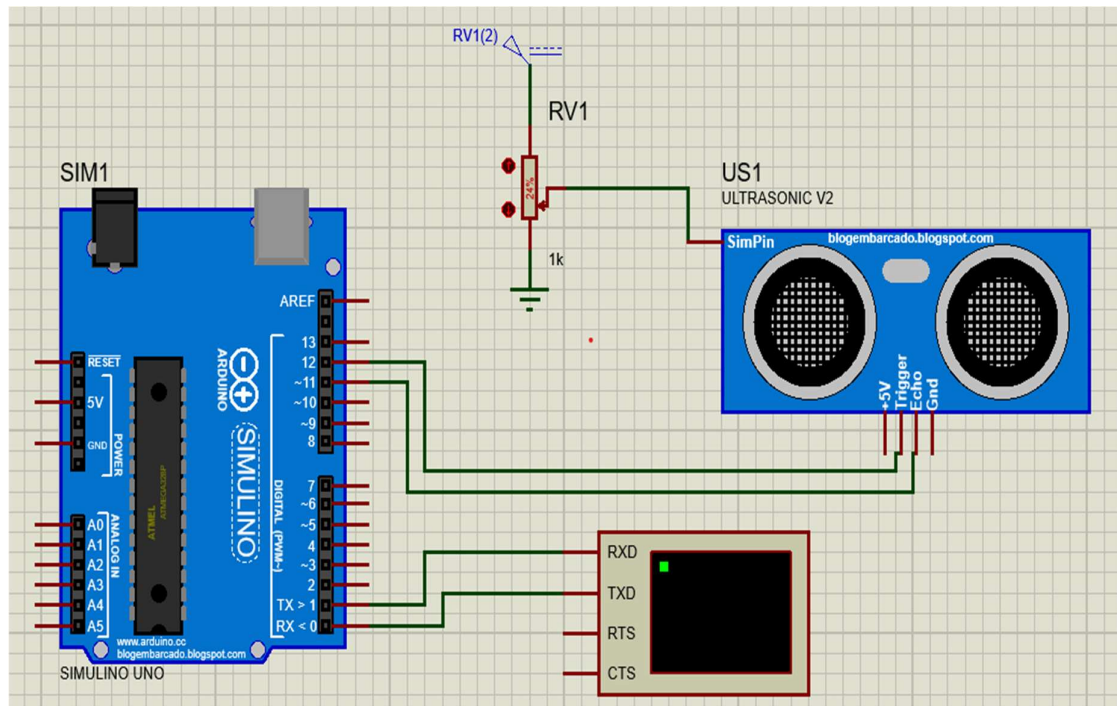 RV1(2)
RV1
24%
1k
SIM1
US1
ULTRASONIC V2
SimPin
blogembarcado.blogspot.com
+5V
Trigger
Echo
Gnd
AREF
13
12
~11
~10
~9
8
7
~6
~5
4
~3
2
TX > 1
RX < 0
RESET
5V
GND
POWER
A0
A1
A2
A3
A4
A5
ANALOG IN
ATMEL
ATMEGA328P
ARDUINO
SIMULINO
DIGITAL (PWM~)
www.arduino.cc
blogembarcado.blogspot.com
SIMULINO UNO
RXD
TXD
RTS
CTS